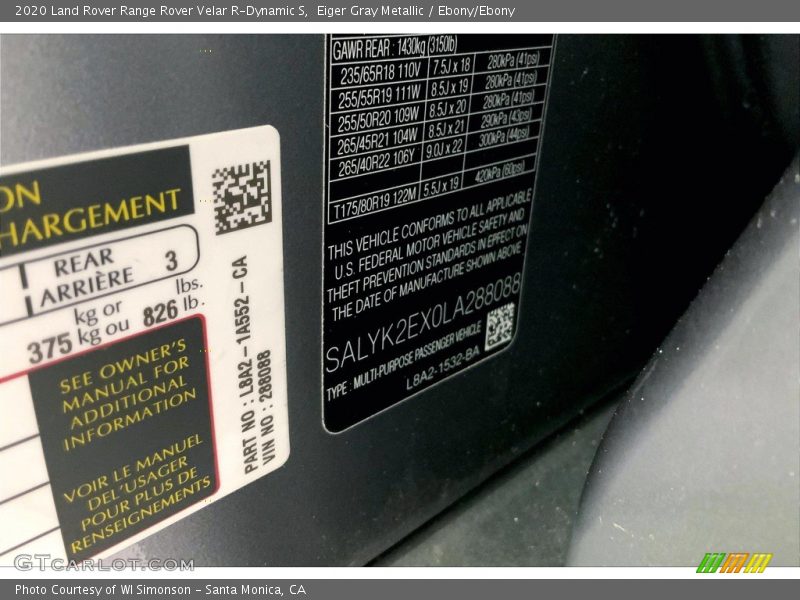 2020 Land Rover Range Rover Velar R-Dynamic S,  Eiger Gray Metallic / Ebony/Ebony
ON
HARGEMENT
REAR
ARRIÈRE 3
375 kg or 826 lbs.
kg ou lb.
SEE OWNER'S
MANUAL FOR
ADDITIONAL
INFORMATION
VOIR LE MANUEL
DEL'USAGER
POUR PLUS DE
RENSEIGNEMENTS
PART NO : L8A2-1A552-CA
VIN NO : 288088
GAWR REAR : 1430kg (3150lb)
235/65R18 110V 7.5J x 18 280kPa (41psi)
255/55R19 111W 8.5J x 19 280kPa (41psi)
255/50R20 109W 8.5J x 20 280kPa (41psi)
265/45R21 104W 8.5J x 21 290kPa (43psi)
265/40R22 106Y 9.0J x 22 300kPa (44psi)
T175/80R19 122M 5.5J x 19 420kPa (60psi)
THIS VEHICLE CONFORMS TO ALL APPLICABLE
U.S. FEDERAL MOTOR VEHICLE SAFETY AND
THEFT PREVENTION STANDARDS IN EFFECT ON
THE DATE OF MANUFACTURE SHOWN ABOVE
SALYK2EX0LA288088
TYPE : MULTI-PURPOSE PASSENGER VEHICLE
L8A2-1532-BA
GTCarLot.com
Photo Courtesy of WI Simonson - Santa Monica, CA